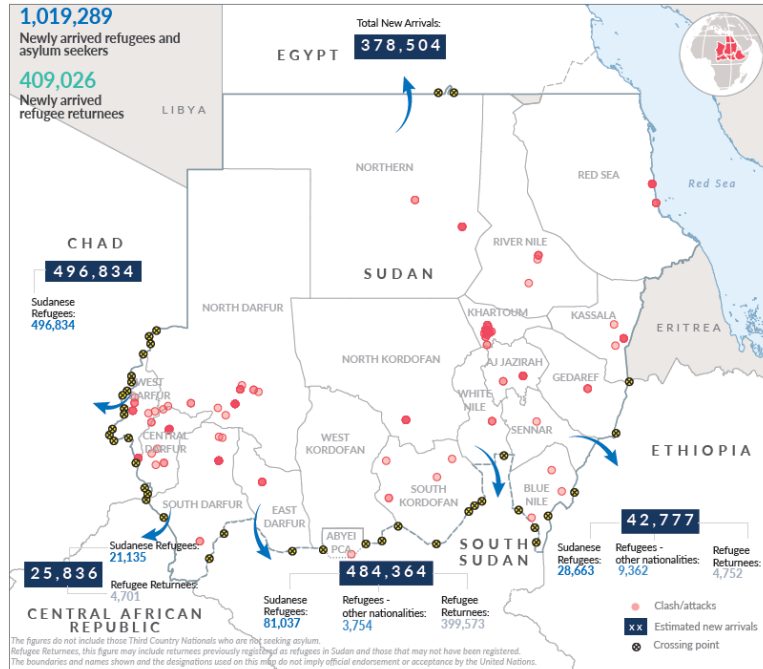 1,019,289
Newly arrived refugees and
asylum seekers
409,026
Newly arrived
refugee returnees
Total New Arrivals:
378,504
EGYPT
LIBYA
NORTHERN
RED SEA
Red Sea
CHAD
496,834
Sudanese
Refugees:
496,834
RIVER NILE
SUDAN
NORTH DARFUR
KHARTOUM
KASSALA
ERITREA
NORTH KORDOFAN
AJ JAZIRAH
GEDAREF
WEST
DARFUR
WHITE
NILE
SENNAR
CENTRAL
DARFUR
WEST
KORDOFAN
ETHIOPIA
SOUTH
KORDOFAN
BLUE
NILE
SOUTH DARFUR
EAST
DARFUR
ABYEI
PCA
SOUTH
SUDAN
42,777
Sudanese
Refugees:
28,663
Refugees -
other nationalities:
9,362
Refugee
Returnees:
4,752
Sudanese Refugees:
21,135
25,836
Refugee Returnees:
4,701
CENTRAL AFRICAN
REPUBLIC
484,364
Sudanese
Refugees:
81,037
Refugees -
other nationalities:
3,754
Refugee
Returnees:
399,573
Clash/attacks
xx Estimated new arrivals
Crossing point
The figures do not include those Third Country Nationals who are not seeking asylum.
Refugee Returnees, this figure may include returnees previously registered as refugees in Sudan and those that may not have been registered.
The boundaries and names shown and the designations used on this map do not imply official endorsement or acceptance by the United Nations.